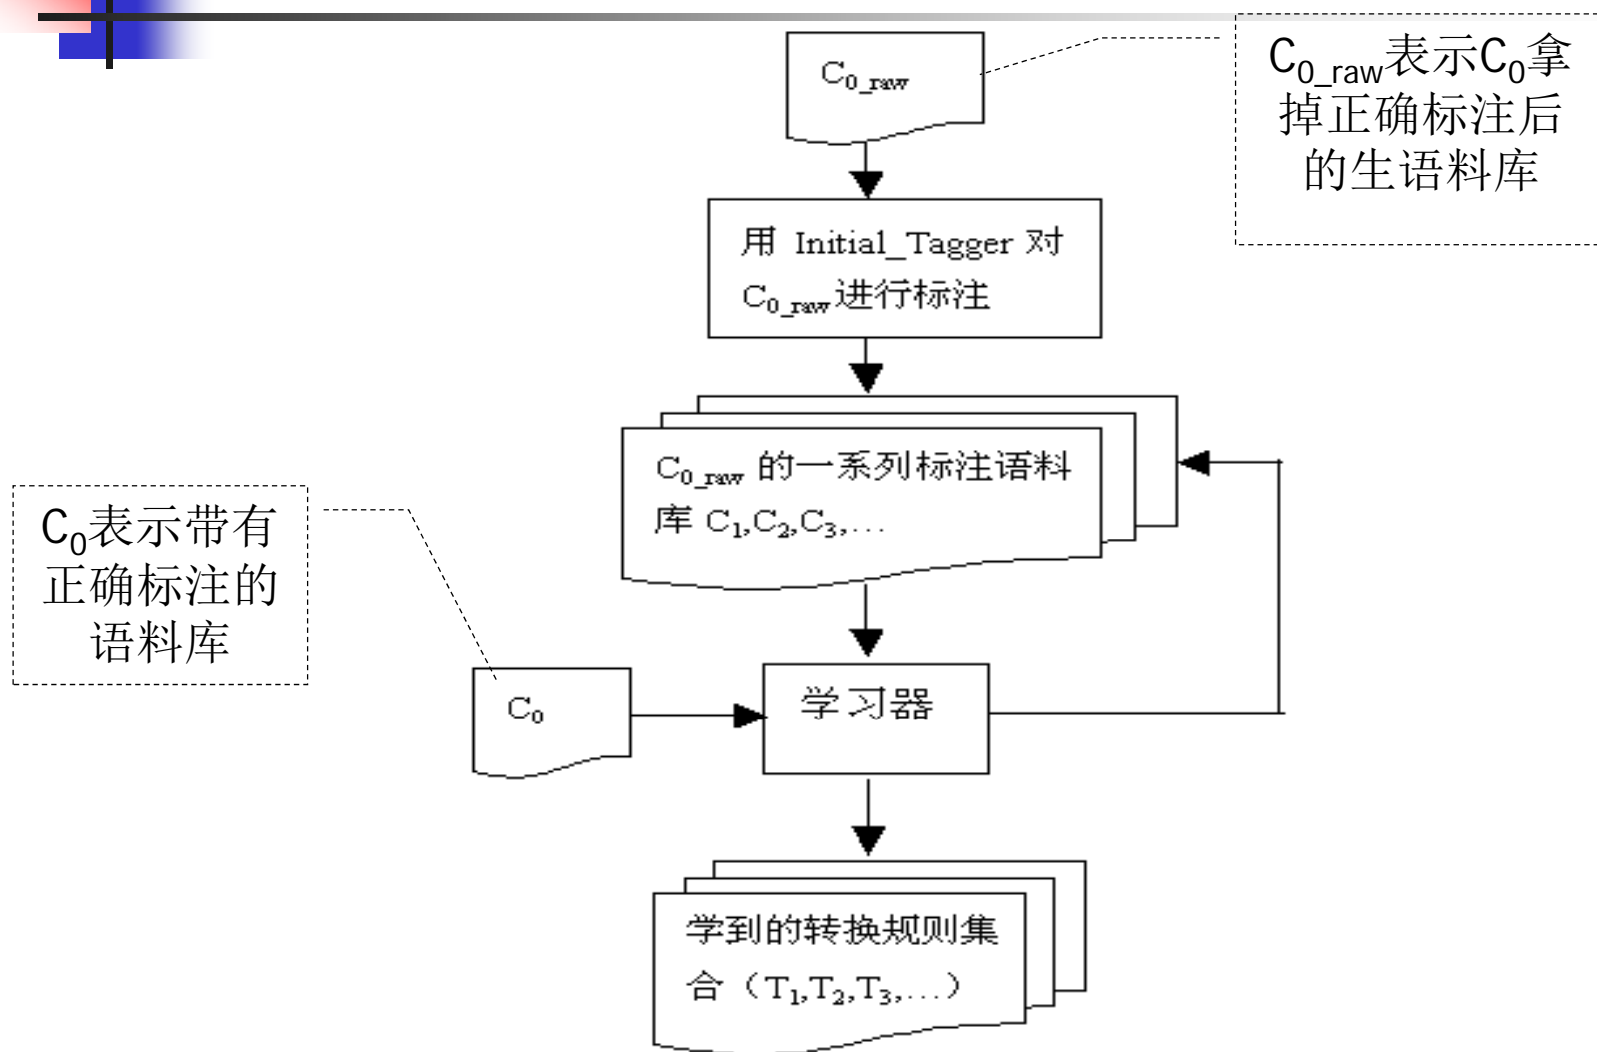 C0_raw
C0_raw表示C0拿
掉正确标注后
的生语料库
用 Initial_Tagger 对
C0_raw进行标注
C0_raw 的一系列标注语料
库 C1,C2,C3,...
C0表示带有
正确标注的
语料库
C0
学习器
学到的转换规则集
合（T1,T2,T3,...）